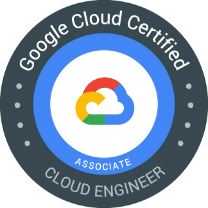 Google Cloud Certified
ASSOCIATE
CLOUD ENGINEER